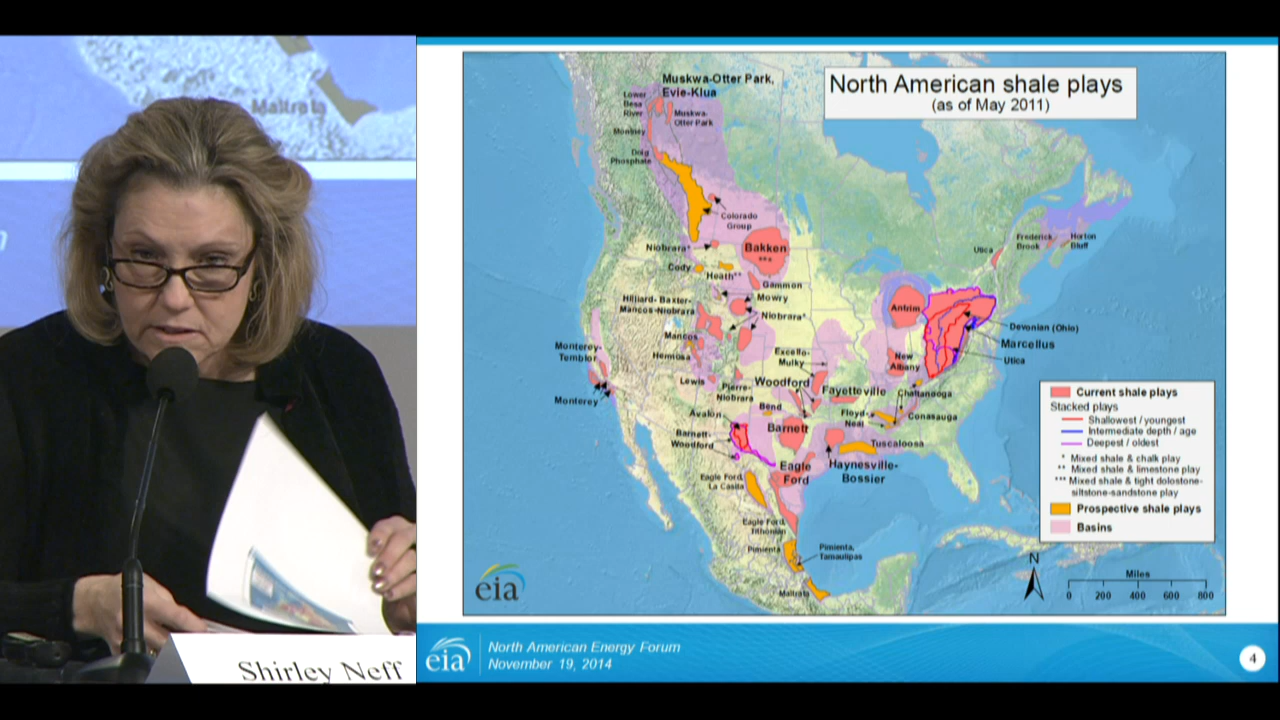 Maltrata
Shirley Neff
North American shale plays
(as of May 2011)
Muskwa-Otter Park,
Evie-Klua
Lower
Besa
River
Muskwa-
Otter Park
Montney
Doig
Phosphate
Colorado
Group
Niobrara*
Bakken
***
Cody
Heath**
Gammon
Hilliard- Baxter-
Mancos-Niobrara
Mowry
Niobrara*
Mancos
Hermosa
Monterey-
Temblor
Monterey
Lewis
Pierre-
Niobrara
Excello-
Mulky
Woodford
Fayetteville
Bend
Avalon
Barnett
Barnett-
Woodford
Antrim
New
Albany
Chattanooga
Floyd-
Neal
Conasauga
Tuscaloosa
Haynesville-
Bossier
Eagle
Ford
Eagle Ford,
La Casita
Eagle Ford,
Tithonian
Pimienta
Pimienta,
Tamaulipas
Maltrata
Utica
Frederick
Brook
Horton
Bluff
Devonian (Ohio)
Marcellus
Utica
Current shale plays
Stacked plays
Shallowest / youngest
Intermediate depth / age
Deepest / oldest
* Mixed shale & chalk play
** Mixed shale & limestone play
*** Mixed shale & tight dolostone-
siltstone-sandstone play
Prospective shale plays
Basins
N
Miles
0 200 400 600 800
eia
eia
North American Energy Forum
November 19, 2014
4